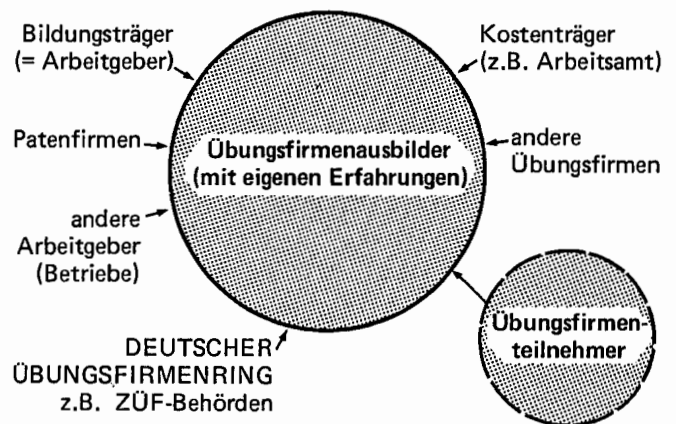 Bildungsträger
(= Arbeitgeber)
Kostenträger
(z.B. Arbeitsamt)
Patenfirmen
Übungsfirmenausbilder
(mit eigenen Erfahrungen)
andere
Übungsfirmen
andere
Arbeitgeber
(Betriebe)
Übungsfirmen-
teilnehmer
DEUTSCHER
ÜBUNGSFIRMENRING
z.B. ZÜF-Behörden